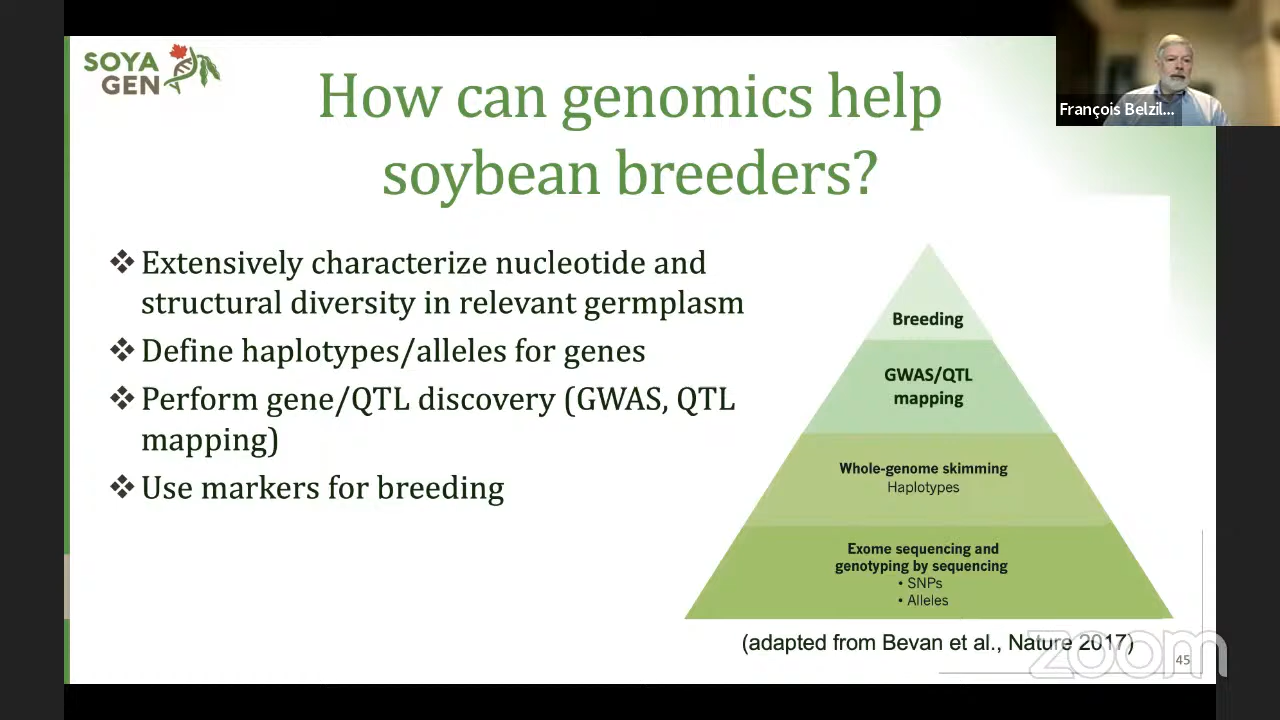 SOYA
GEN
How can genomics help
soybean breeders?
François Belzil...
❖ Extensively characterize nucleotide and
structural diversity in relevant germplasm
❖ Define haplotypes/alleles for genes
❖ Perform gene/QTL discovery (GWAS, QTL
mapping)
❖ Use markers for breeding
Breeding
GWAS/QTL
mapping
Whole-genome skimming
Haplotypes
Exome sequencing and
genotyping by sequencing
• SNPs
• Alleles
(adapted from Bevan et al., Nature 2017)
zoom
45